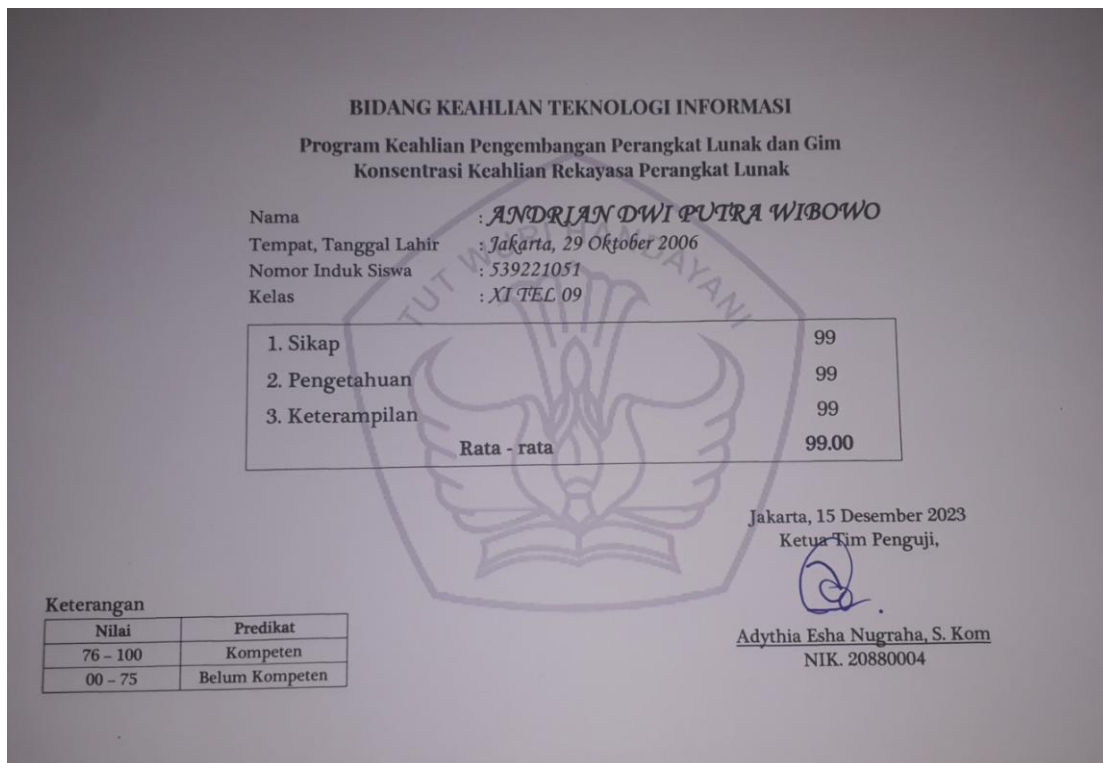 BIDANG KEAHLIAN TEKNOLOGI INFORMASI
Program Keahlian Pengembangan Perangkat Lunak dan Gim
Konsentrasi Keahlian Rekayasa Perangkat Lunak
Nama : ANDRIAN DWI PUTRA WIBOWO
Tempat, Tanggal Lahir : Jakarta, 29 Oktober 2006
Nomor Induk Siswa : 539221051
Kelas : XI TEL 09
TUT WURI HANDAYANI
1. Sikap 99
2. Pengetahuan 99
3. Keterampilan 99
Rata - rata 99.00
Jakarta, 15 Desember 2023
Ketua Tim Penguji,
Adythia Esha Nugraha, S. Kom
NIK. 20880004
Keterangan
Nilai Predikat
76 – 100 Kompeten
00 – 75 Belum Kompeten